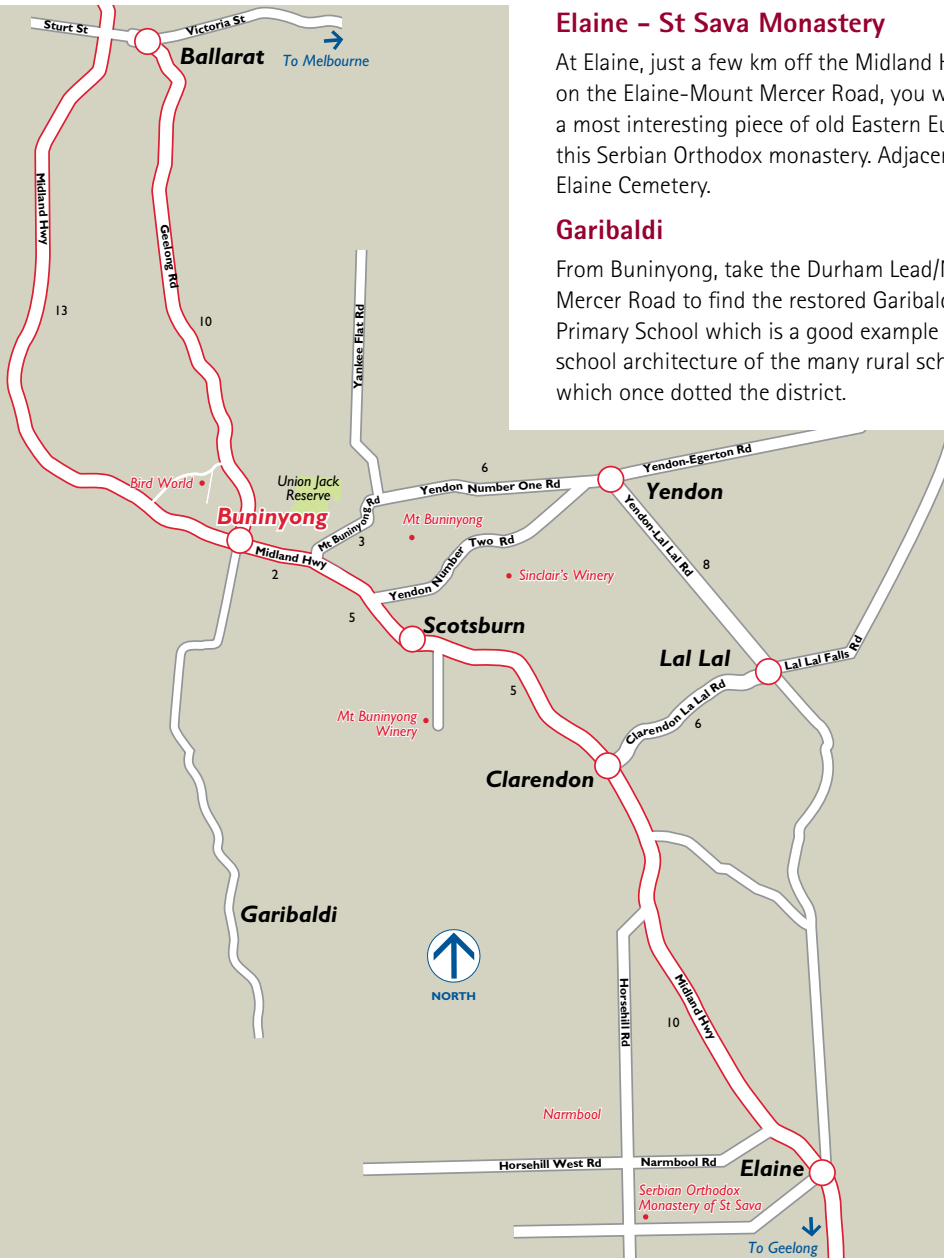 Elaine - St Sava Monastery
At Elaine, just a few km off the Midland
on the Elaine-Mount Mercer Road, you
a most interesting piece of old Eastern
this Serbian Orthodox monastery.
Elaine Cemetery.
Garibaldi
From Buninyong, take the Durham
Mercer Road to find the restored
Primary School which is a good example
school architecture of the many rural
which once dotted the district.
Sturt St
Victoria St
Ballarat
To Melbourne
Midland Hwy
Geelong Rd
13
10
Yankee Flat Rd
Bird World
Union Jack
Reserve
Buninyong
Midland Hwy
2
Mt Buninyong Rd
3
6
Yendon Number One Rd
Yendon-Egerton Rd
Yendon
Mt Buninyong
Yendon Number Two Rd
Sinclair's Winery
Yendon-Lal Lal Rd
8
5
Scotsburn
Lal Lal
Lal Lal Falls Rd
5
Mt Buninyong
Winery
Clarendon La Lal Rd
6
Clarendon
Garibaldi
NORTH
Horsehill Rd
Midland Hwy
10
Narmbool
Horsehill West Rd
Narmbool Rd
Elaine
Serbian Orthodox
Monastery of St Sava
To Geelong